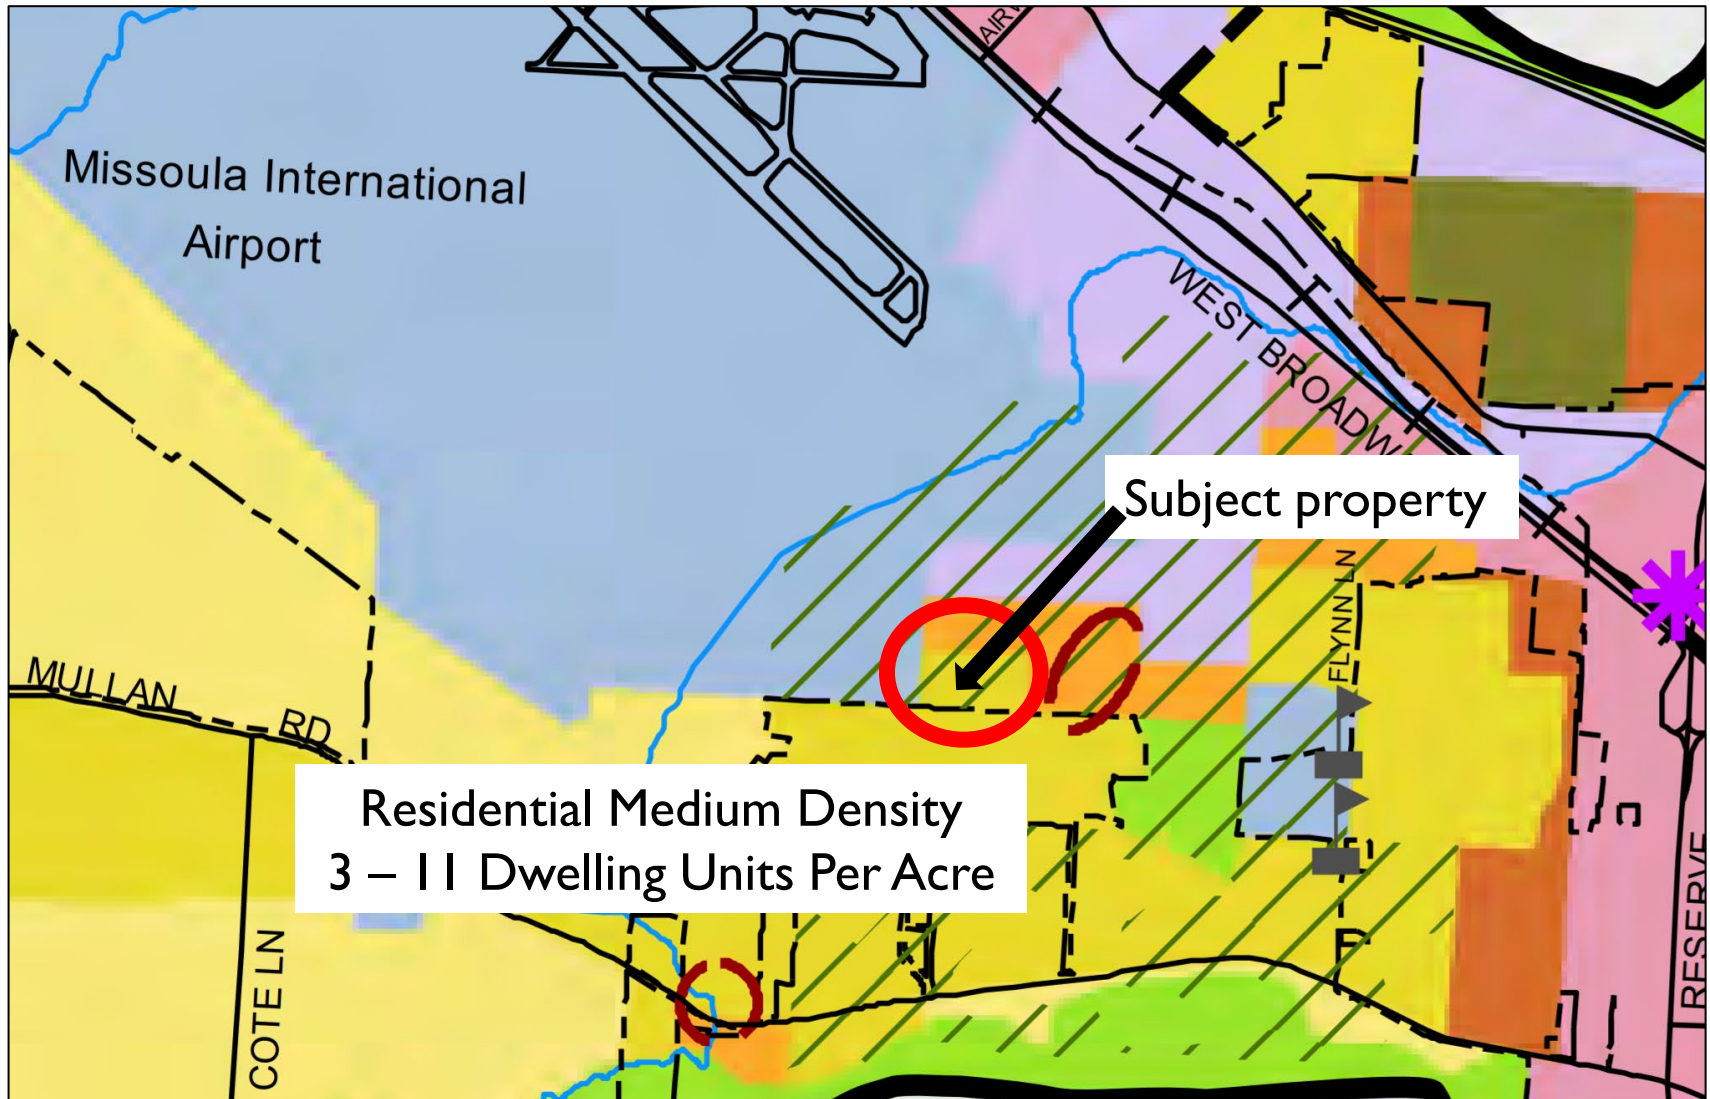 AIRW
Missoula International
Airport
WEST BROADW
Subject property
FLYNN LN
MULLAN RD
Residential Medium Density
3 – 11 Dwelling Units Per Acre
RESERVE
COTE LN